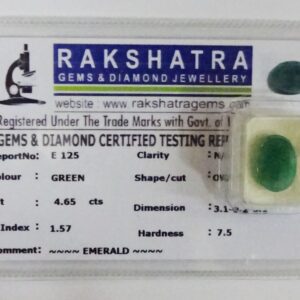 RAKSHATRA
GEMS & DIAMOND JEWELLERY
website : www.rakshatragems.com
Registered Under The Trade Marks with Govt. of
GEMS & DIAMOND CERTIFIED TESTING REP
eportNo: E 125 Clarity : N/
olour : GREEN Shape/cut : OV
t : 4.65 cts Dimension :
Index : 1.57 Hardness : 7.5
omment: ~~~~ EMERALD ~~~~